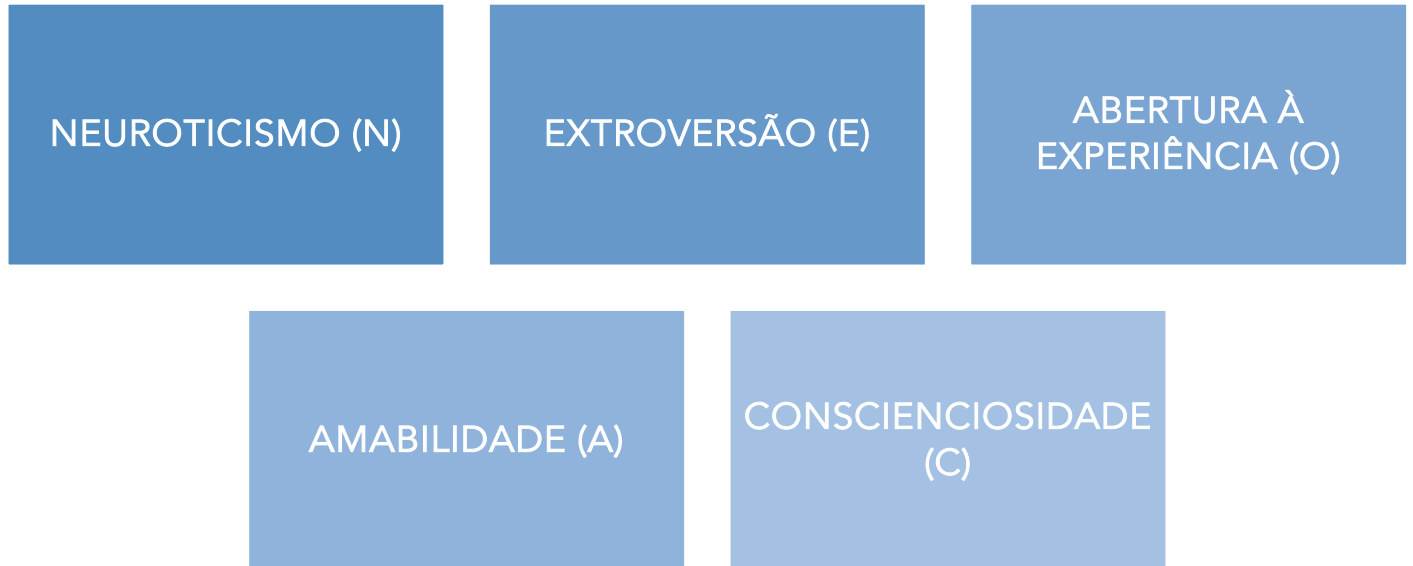 NEUROTICISMO (N)
EXTROVERSÃO (E)
ABERTURA À
EXPERIÊNCIA (O)
AMABILIDADE (A)
CONSCIENCIOSIDADE
(C)